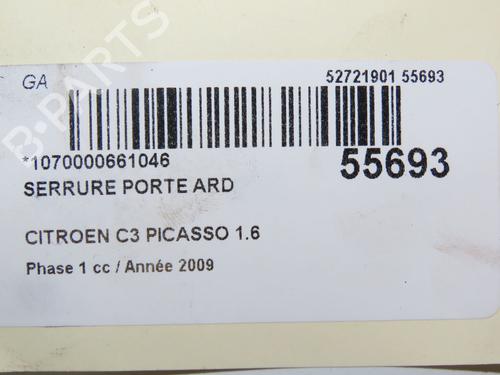 GA
52721901 55693
*1070000661046
55693
SERRURE PORTE ARD
CITROEN C3 PICASSO 1.6
Phase 1 cc / Année 2009
B-PARTS